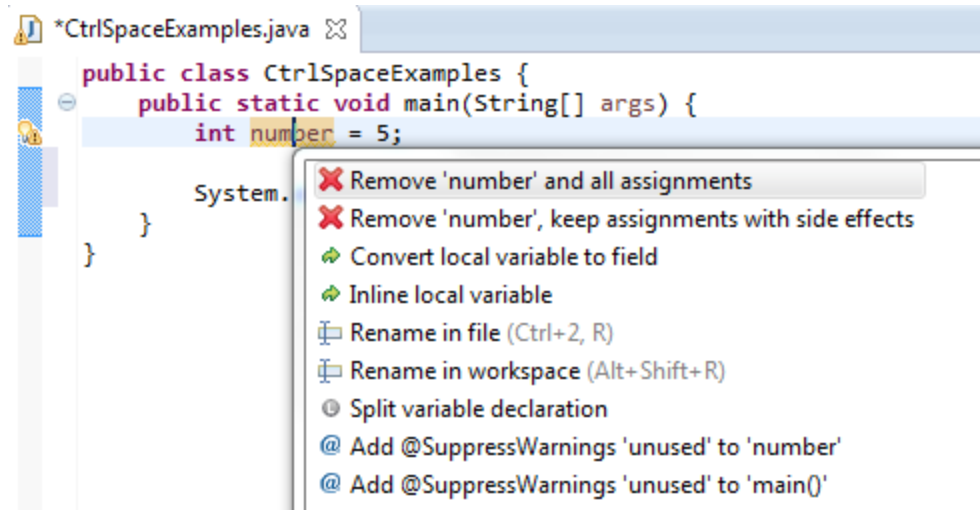 *CtrlSpaceExamples.java
public class CtrlSpaceExamples {
public static void main(String[] args) {
int number = 5;
System.
}
}
Remove 'number' and all assignments
Remove 'number', keep assignments with side effects
Convert local variable to field
Inline local variable
Rename in file (Ctrl+2, R)
Rename in workspace (Alt+Shift+R)
Split variable declaration
@ Add @SuppressWarnings 'unused' to 'number'
@ Add @SuppressWarnings 'unused' to 'main()'